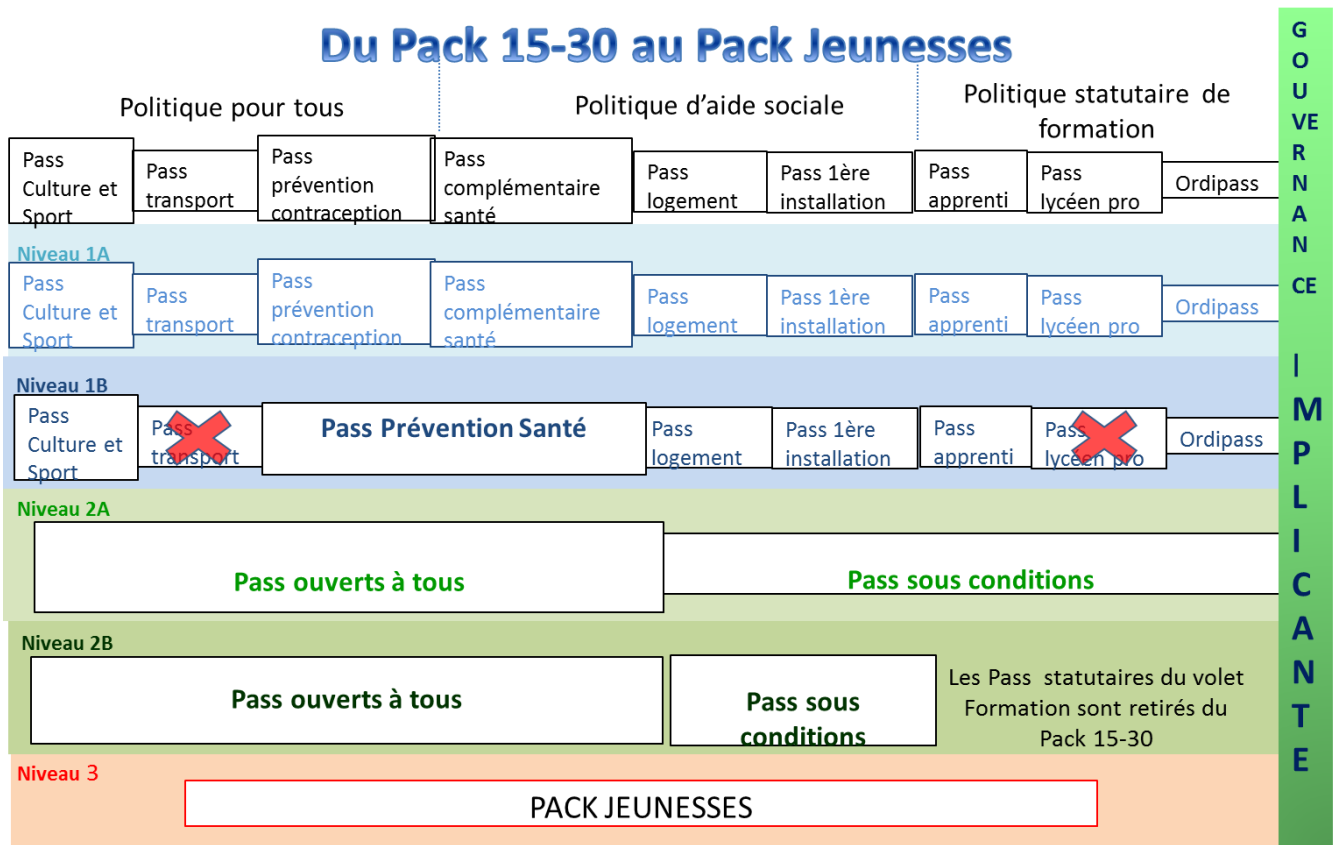 Du Pack 15-30 au Pack Jeunesses
Politique pour tous
Politique d'aide sociale
Politique statutaire de
formation
Pass
Culture et
Sport
Pass
transport
Pass
prévention
contraception
Pass
complémentaire
santé
Pass
logement
Pass 1ère
installation
Pass
apprenti
Pass
lycéen pro
Ordipass
Niveau 1A
Pass
Culture et
Sport
Pass
transport
Pass
prévention
contraception
Pass
complémentaire
santé
Pass
logement
Pass 1ère
installation
Pass
apprenti
Pass
lycéen pro
Ordipass
Niveau 1B
Pass
Culture et
Sport
Pass
transport
Pass Prévention Santé
Pass
logement
Pass 1ère
installation
Pass
apprenti
Pass
lycéen pro
Ordipass
Niveau 2A
Pass ouverts à tous
Pass sous conditions
Niveau 2B
Pass ouverts à tous
Pass sous
conditions
Les Pass statutaires du volet
Formation sont retirés du
Pack 15-30
Niveau 3
PACK JEUNESSES
G
O
U
VE
R
N
A
N
CE
I
M
P
L
I
C
A
N
T
E